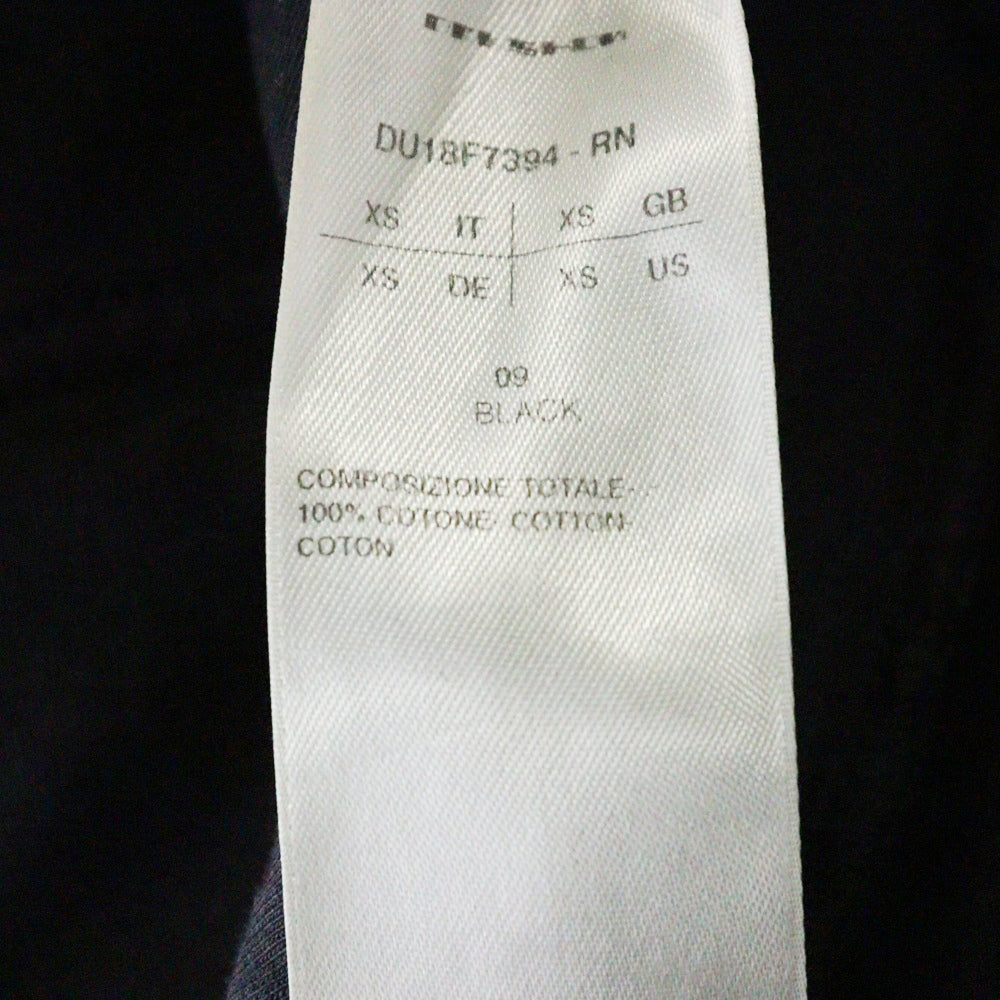 DU18F7394 - RN
XS IT XS GB
XS DE XS US
09
BLACK
COMPOSIZIONE TOTALE-
100% COTONE- COTTON-
COTON